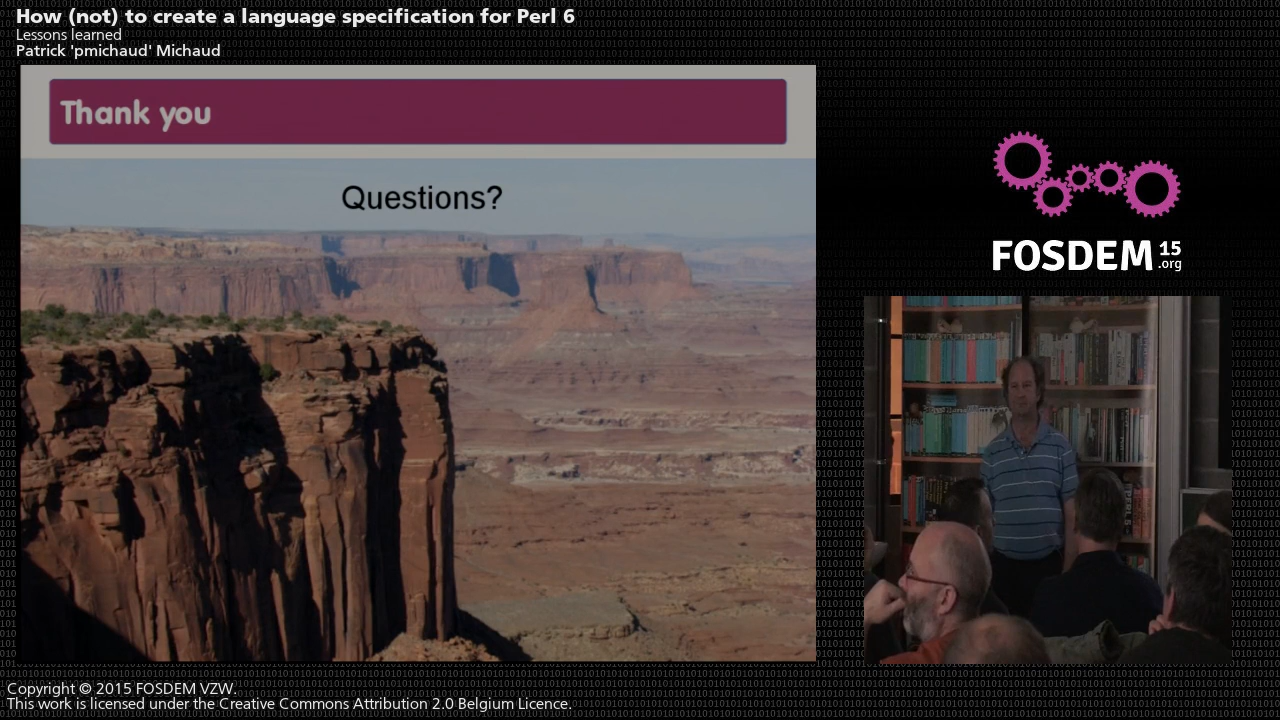 How (not) to create a language specification for Perl 6
Lessons learned
Patrick 'pmichaud' Michaud
Thank you
Questions?
FOSDEM 15
.org
Copyright © 2015 FOSDEM VZW.
This work is licensed under the Creative Commons Attribution 2.0 Belgium Licence.